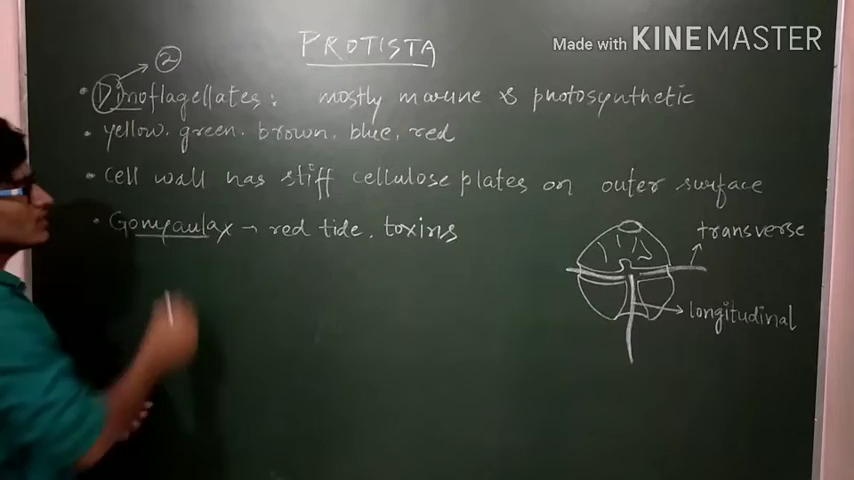 PROTISTA
Made with KINEMASTER
2
• Dinoflagellates: mostly marine & photosynthetic
• yellow, green, brown, blue, red
• Cell wall has stiff cellulose plates on outer surface
• Gonyaulax → red tide, toxins
transverse
longitudinal